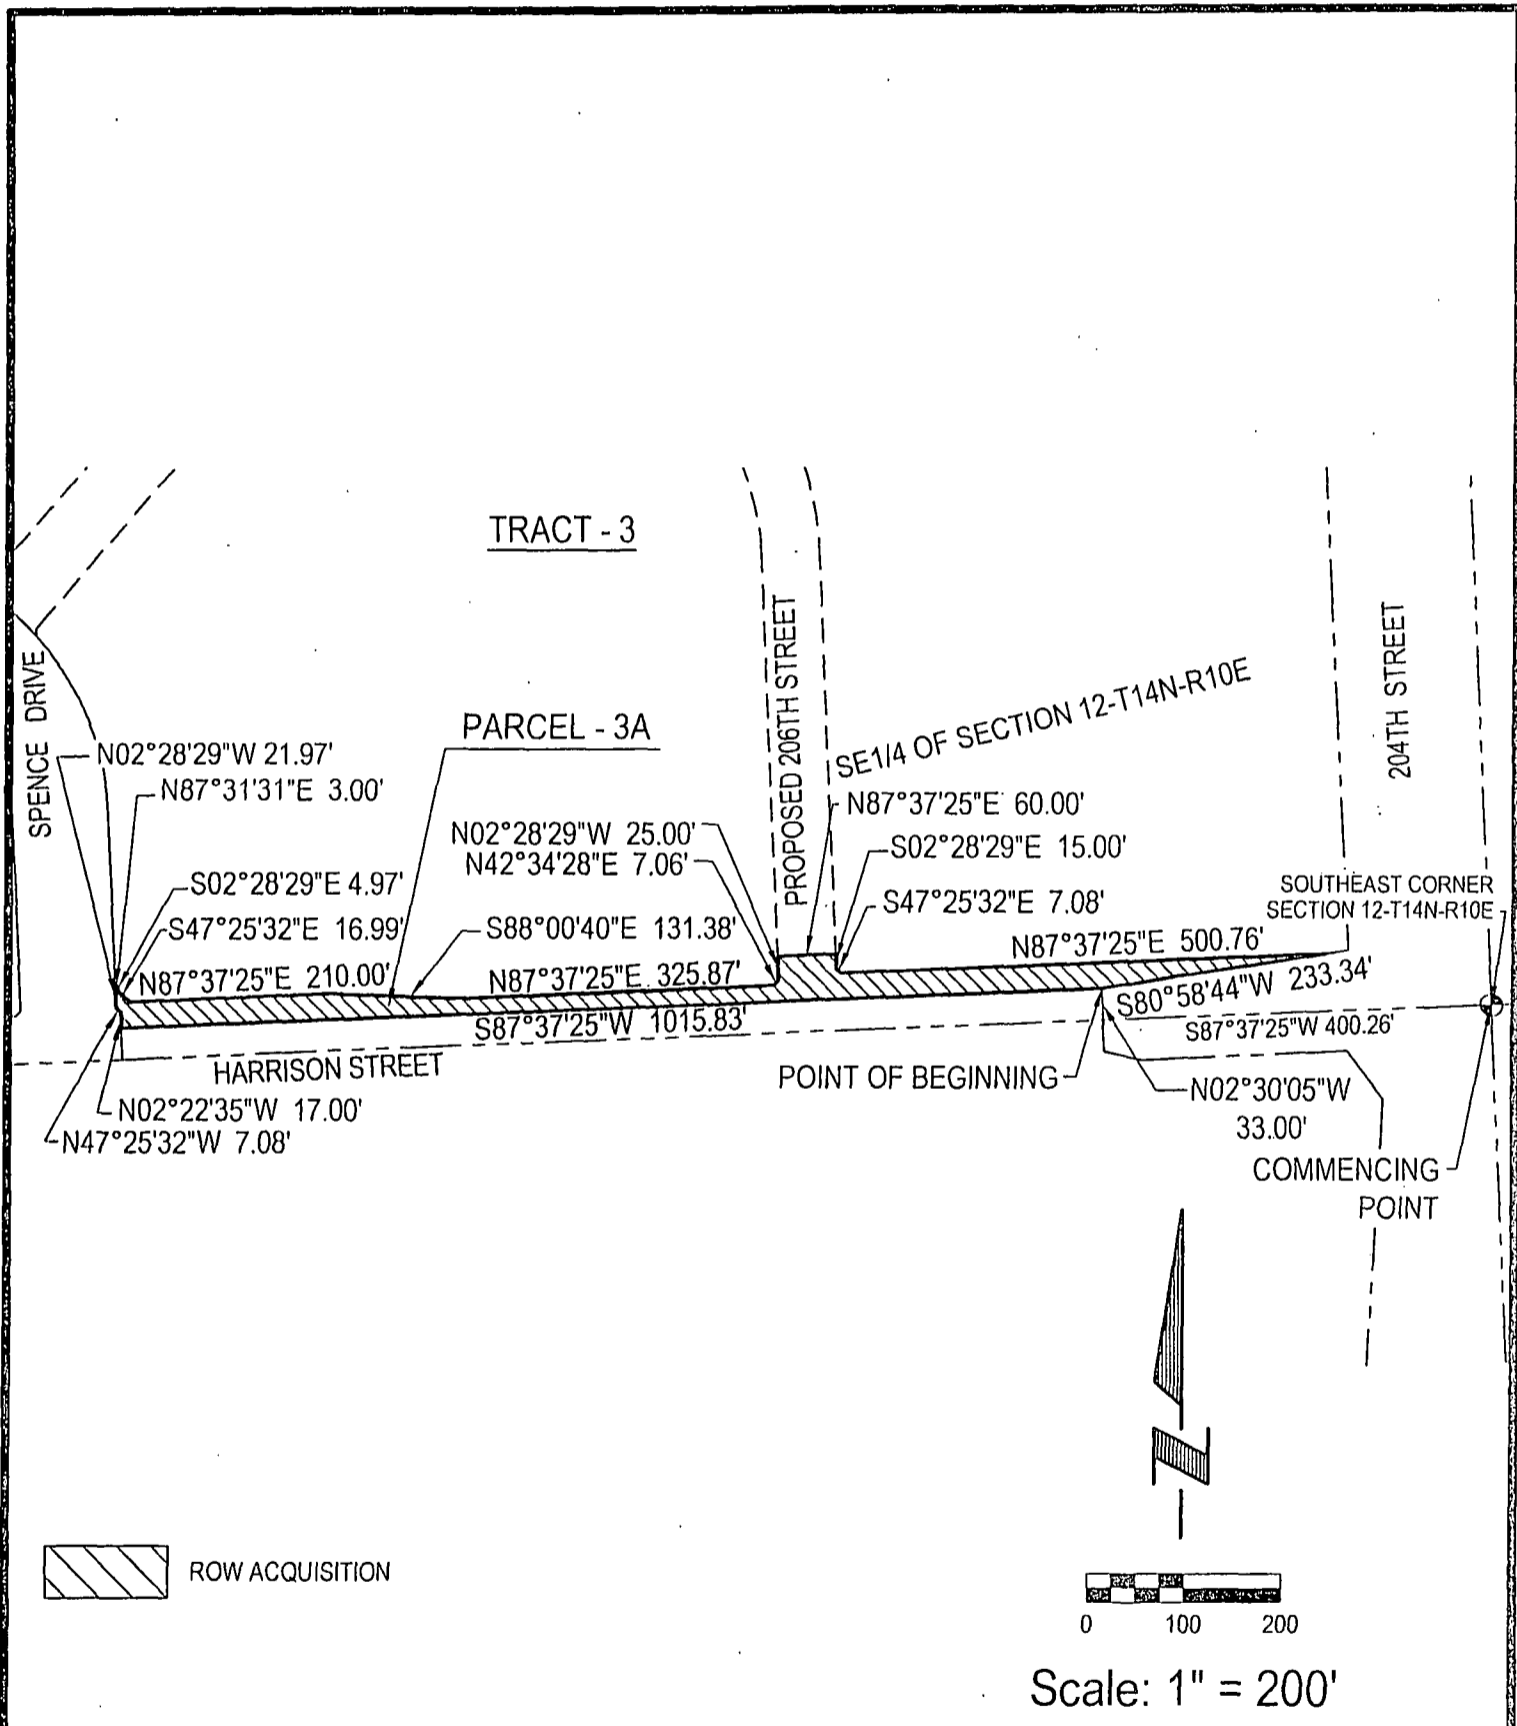 TRACT - 3
SPENCE DRIVE
PROPOSED 206TH STREET
204TH STREET
SE1/4 OF SECTION 12-T14N-R10E
PARCEL - 3A
N02°28'29"W 21.97'
N87°31'31"E 3.00'
N87°37'25"E 60.00'
N02°28'29"W 25.00'
S02°28'29"E 15.00'
N42°34'28"E 7.06'
S02°28'29"E 4.97'
SOUTHEAST CORNER
SECTION 12-T14N-R10E
S47°25'32"E 7.08'
S47°25'32"E 16.99'
S88°00'40"E 131.38'
N87°37'25"E 500.76'
N87°37'25"E 210.00'
N87°37'25"E 325.87'
S80°58'44"W 233.34'
S87°37'25"W 1015.83'
S87°37'25"W 400.26'
HARRISON STREET
POINT OF BEGINNING
N02°30'05"W
33.00'
N02°22'35"W 17.00'
N47°25'32"W 7.08'
COMMENCING
POINT
N
ROW ACQUISITION
0 100 200
Scale: 1" = 200'